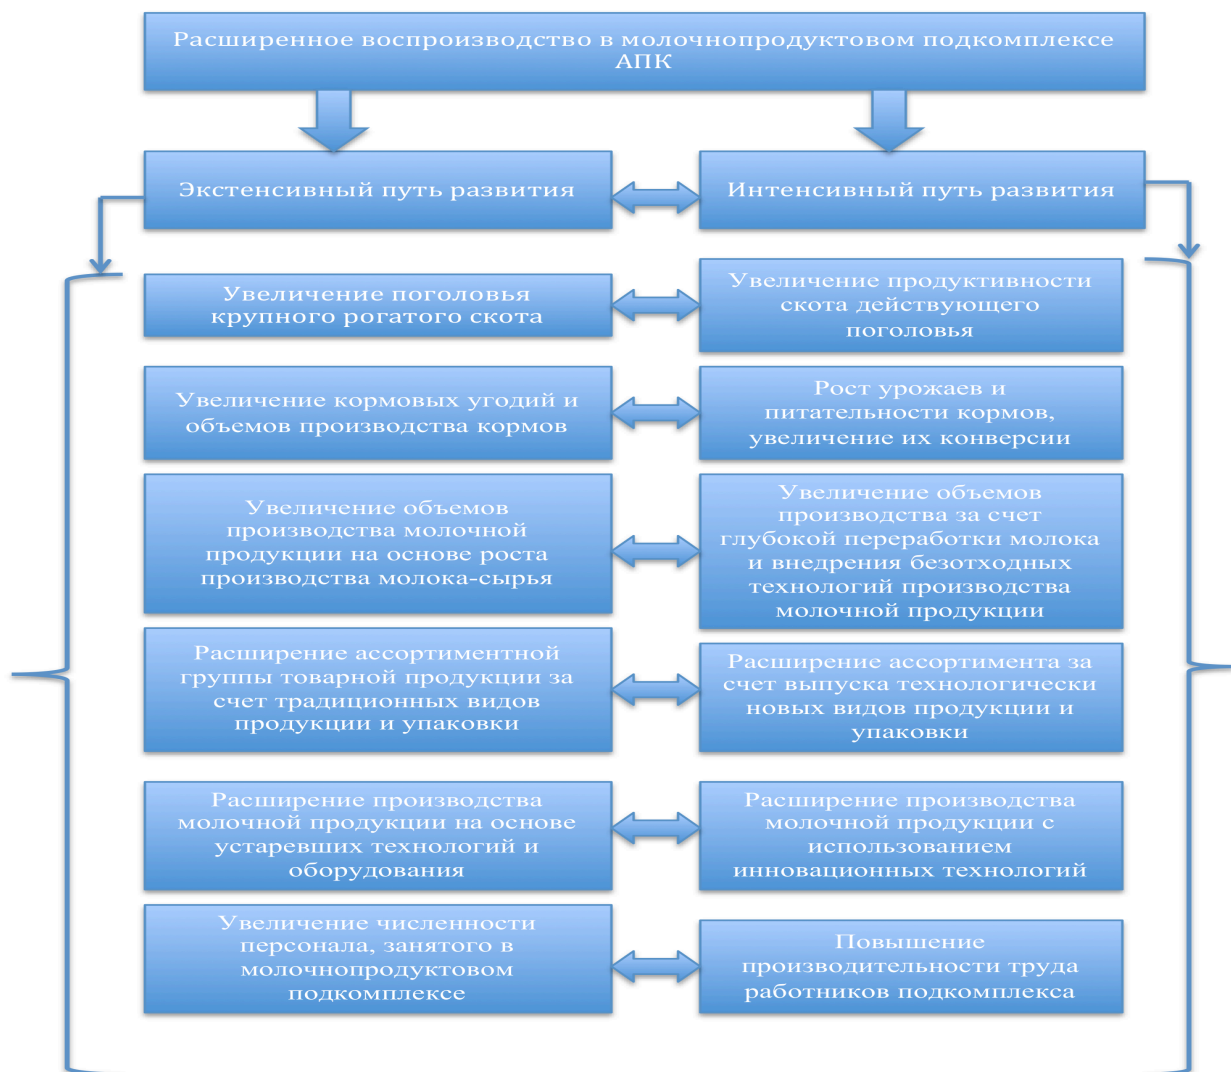 Расширенное воспроизводство в молочнопродуктовом подкомплексе
АПК
Экстенсивный путь развития
Интенсивный путь развития
Увеличение поголовья
крупного рогатого скота
Увеличение продуктивности
скота действующего
поголовья
Увеличение кормовых угодий и
объемов производства кормов
Рост урожаев и
питательности кормов,
увеличение их конверсии
Увеличение объемов
производства молочной
продукции на основе роста
производства молока-сырья
Увеличение объемов
производства за счет
глубокой переработки молока
и внедрения безотходных
технологий производства
молочной продукции
Расширение ассортиментной
группы товарной продукции за
счет традиционных видов
продукции и упаковки
Расширение ассортимента за
счет выпуска технологически
новых видов продукции и
упаковки
Расширение производства
молочной продукции на основе
устаревших технологий и
оборудования
Расширение производства
молочной продукции с
использованием
инновационных технологий
Увеличение численности
персонала, занятого в
молочнопродуктовом
подкомплексе
Повышение
производительности труда
работников подкомплекса